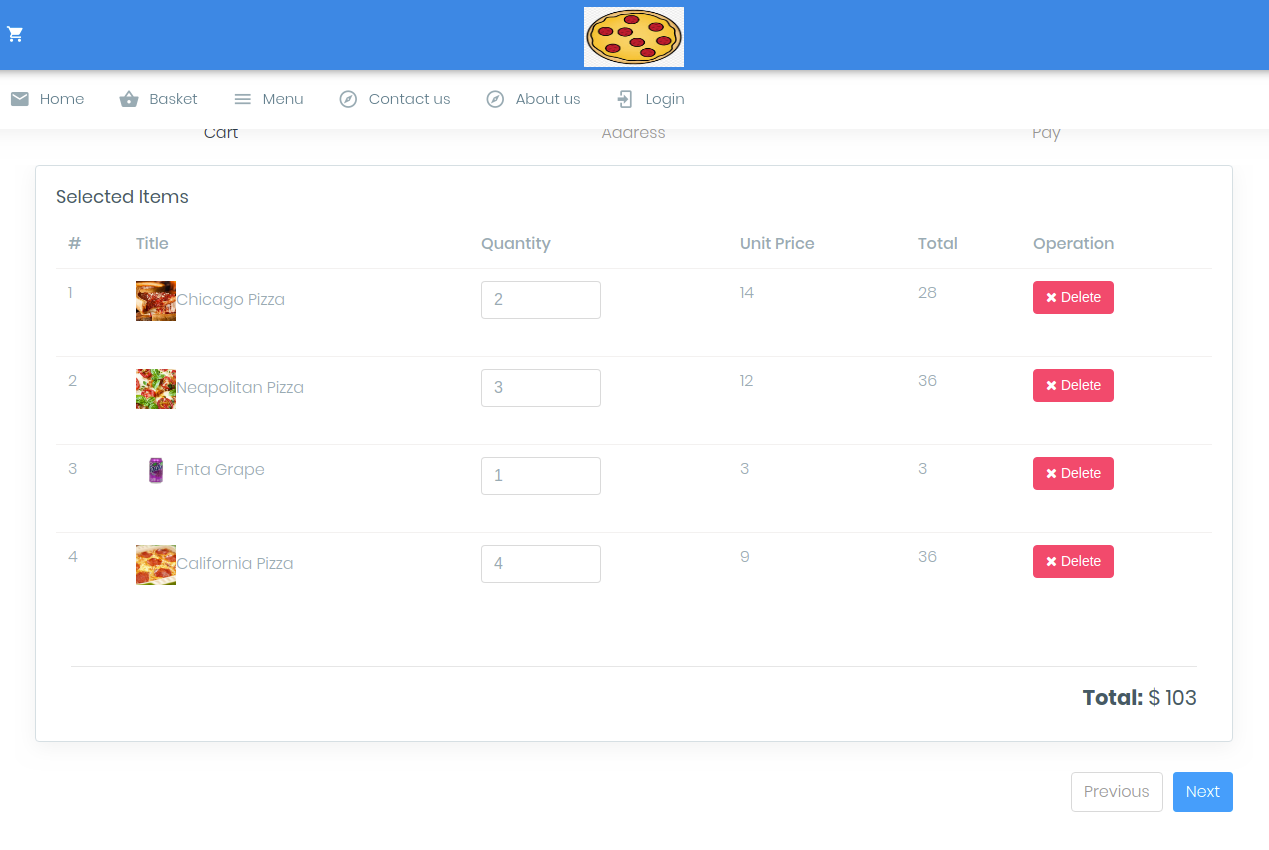 Home Basket Menu Contact us About us Login
Cart Address Pay
Selected Items
# Title Quantity Unit Price Total Operation
1 Chicago Pizza 2 14 28 ✖ Delete
2 Neapolitan Pizza 3 12 36 ✖ Delete
3 Fnta Grape 1 3 3 ✖ Delete
4 California Pizza 4 9 36 ✖ Delete
Total: $ 103
Previous Next